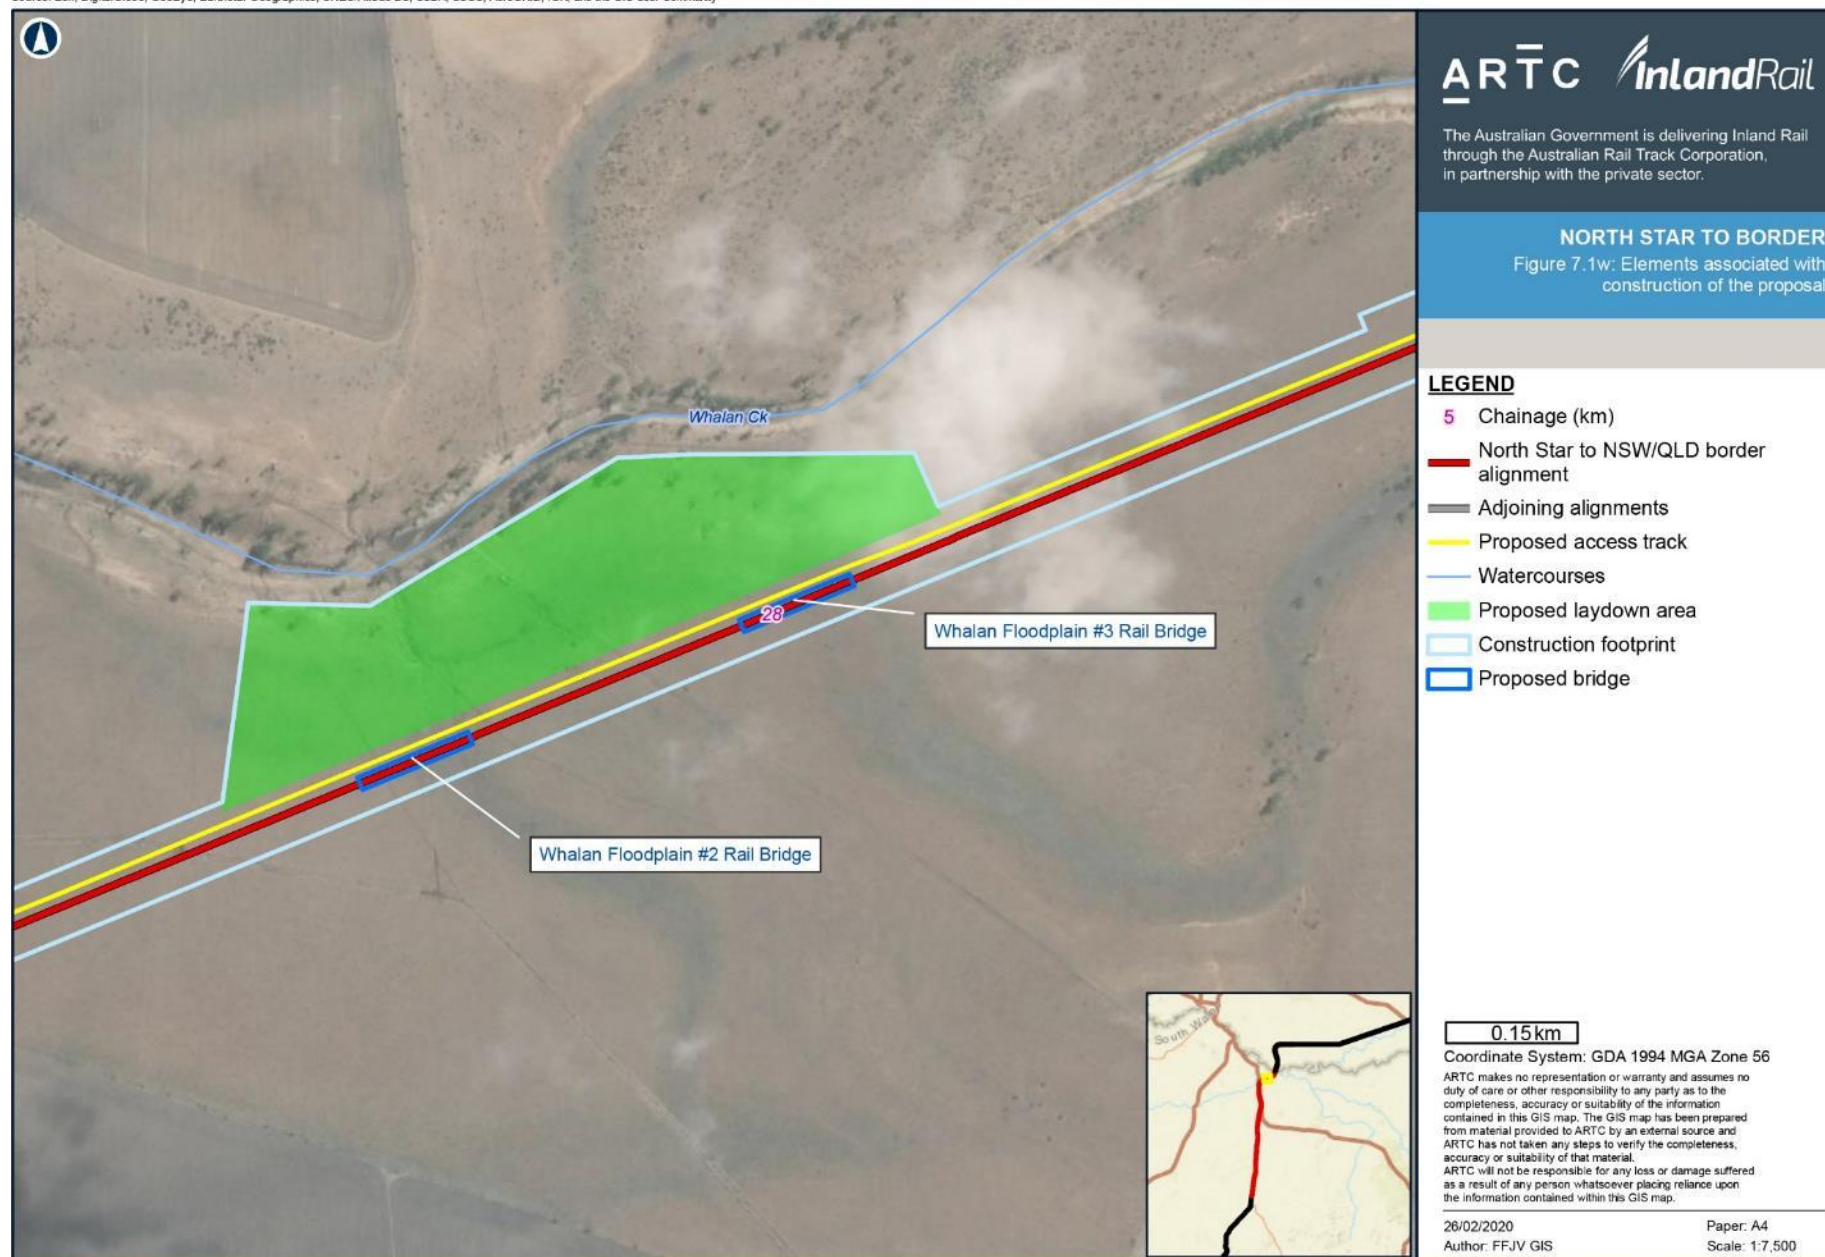 ARTC InlandRail
The Australian Government is delivering Inland Rail
through the Australian Rail Track Corporation,
in partnership with the private sector.
NORTH STAR TO BORDER
Figure 7.1w: Elements associated with
construction of the proposal
LEGEND
5 Chainage (km)
North Star to NSW/QLD border
alignment
Adjoining alignments
Proposed access track
Watercourses
Proposed laydown area
Construction footprint
Proposed bridge
Whalan Ck
28
Whalan Floodplain #3 Rail Bridge
Whalan Floodplain #2 Rail Bridge
South Wale
0.15km
Coordinate System: GDA 1994 MGA Zone 56
ARTC makes no representation or warranty and assumes no
duty of care or other responsibility to any party as to the
completeness, accuracy or suitability of the information
contained in this GIS map. The GIS map has been prepared
from material provided to ARTC by an external source and
ARTC has not taken any steps to verify the completeness,
accuracy or suitability of that material.
ARTC will not be responsible for any loss or damage suffered
as a result of any person whatsoever placing reliance upon
the information contained within this GIS map.
26/02/2020 Paper: A4
Author: FFJV GIS Scale: 1:7,500